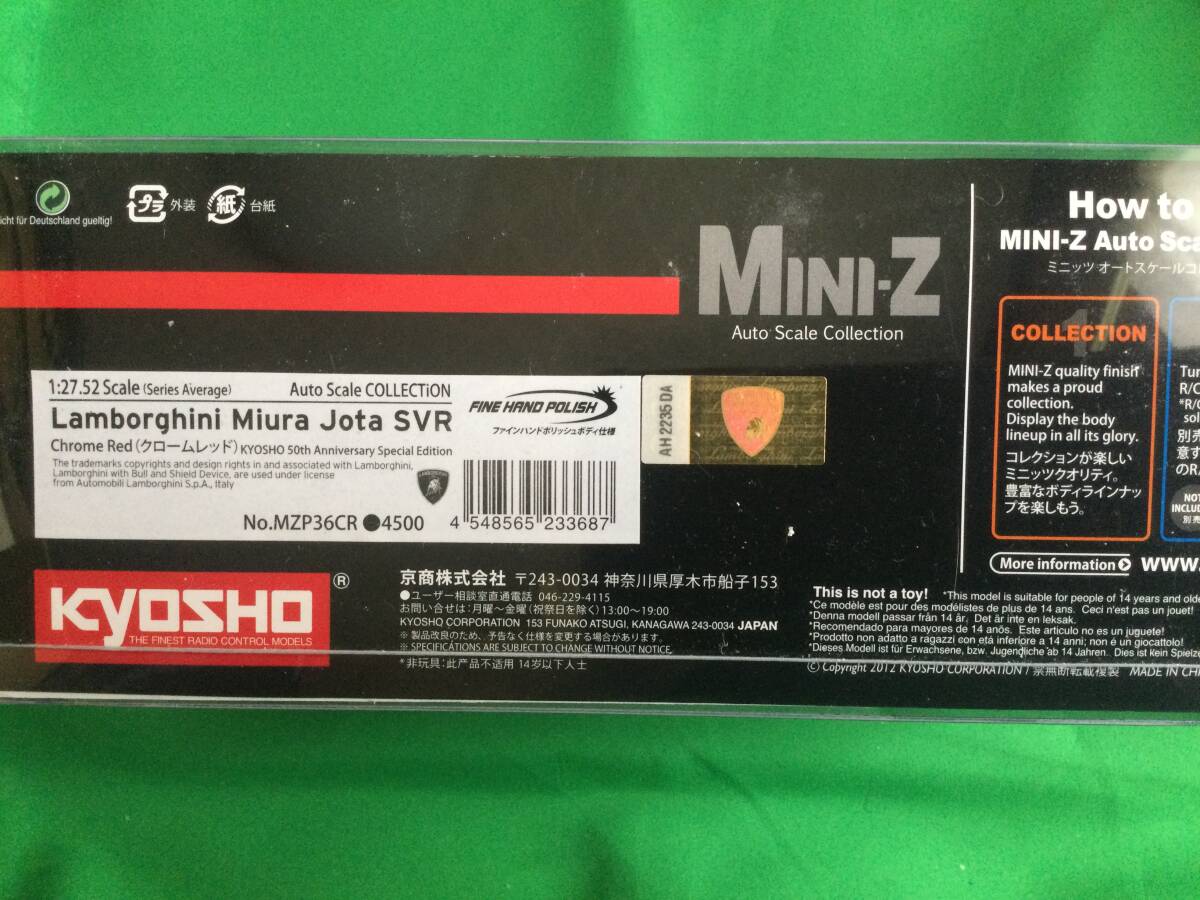 icht für Deutschland gueltig!
プラ 外装 紙 台紙
MINI-Z
Auto Scale Collection
1:27.52 Scale (Series Average) Auto Scale COLLECTiON
Lamborghini Miura Jota SVR
Chrome Red (クロームレッド) KYOSHO 50th Anniversary Special Edition
The trademarks copyrights and design rights in and associated with Lamborghini,
Lamborghini with Bull and Shield Device, are used under license
from Automobili Lamborghini S.p.A., Italy
No.MZP36CR ●4500
FINE HAND POLISH
ファインハンドポリッシュボディ仕様
4 548565 233687
AH 2235 DA
KYOSHO ®
THE FINEST RADIO CONTROL MODELS
京商株式会社 〒243-0034 神奈川県厚木市船子153
●ユーザー相談室直通電話 046-229-4115
お問い合せは：月曜～金曜(祝祭日を除く)13:00～19:00
KYOSHO CORPORATION 153 FUNAKO ATSUGI, KANAGAWA 243-0034 JAPAN
※ 製品改良のため、予告なく仕様を変更する場合があります。
※ SPECIFICATIONS ARE SUBJECT TO CHANGE WITHOUT NOTICE.
*非玩具：此产品不适用 14岁以下人士
How to
MINI-Z Auto Sca
ミニッツ オートスケールコ
1
COLLECTION
MINI-Z quality finish
makes a proud
collection.
Display the body
lineup in all its glory.
コレクションが楽しい
ミニッツクオリティ。
豊富なボディラインナッ
プを楽しもう。
Tur
R/C
*R/C
sol
別売
意す
のR/
NOT
INCLU
別売
More information WWW.
This is not a toy! *This model is suitable for people of 14 years and olde
*Ce modèle est pour des modélistes de plus de 14 ans. Ceci n'est pas un jouet!
*Denna modell passar från 14 år, Det är inte en leksak.
*Recomendado para mayores de 14 anôs. Este articulo no es un juguete!
*Prodotto non adatto a ragazzi con età inferiore a 14 anni: non é un giocattolo!
*Dieses Modell ist für Erwachsene, bzw. Jugendliche ab 14 Jahren. Dies ist kein Spielze
© Copyright 2012 KYOSHO CORPORATION / 禁無断転載複製 MADE IN CHI